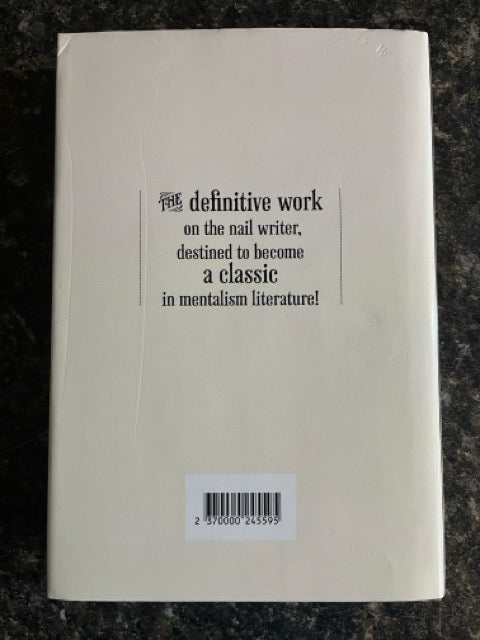 THE definitive work
on the nail writer,
destined to become
a classic
in mentalism literature!
2 370000 245595